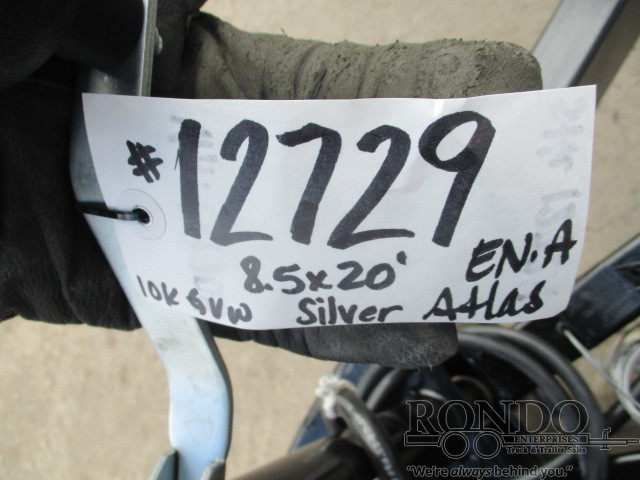 #12729
8.5x20' EN.A
10K GVW Silver Atlas
RONDO
ENTERPRISES
Truck & Trailer Sales
"We're always behind you."